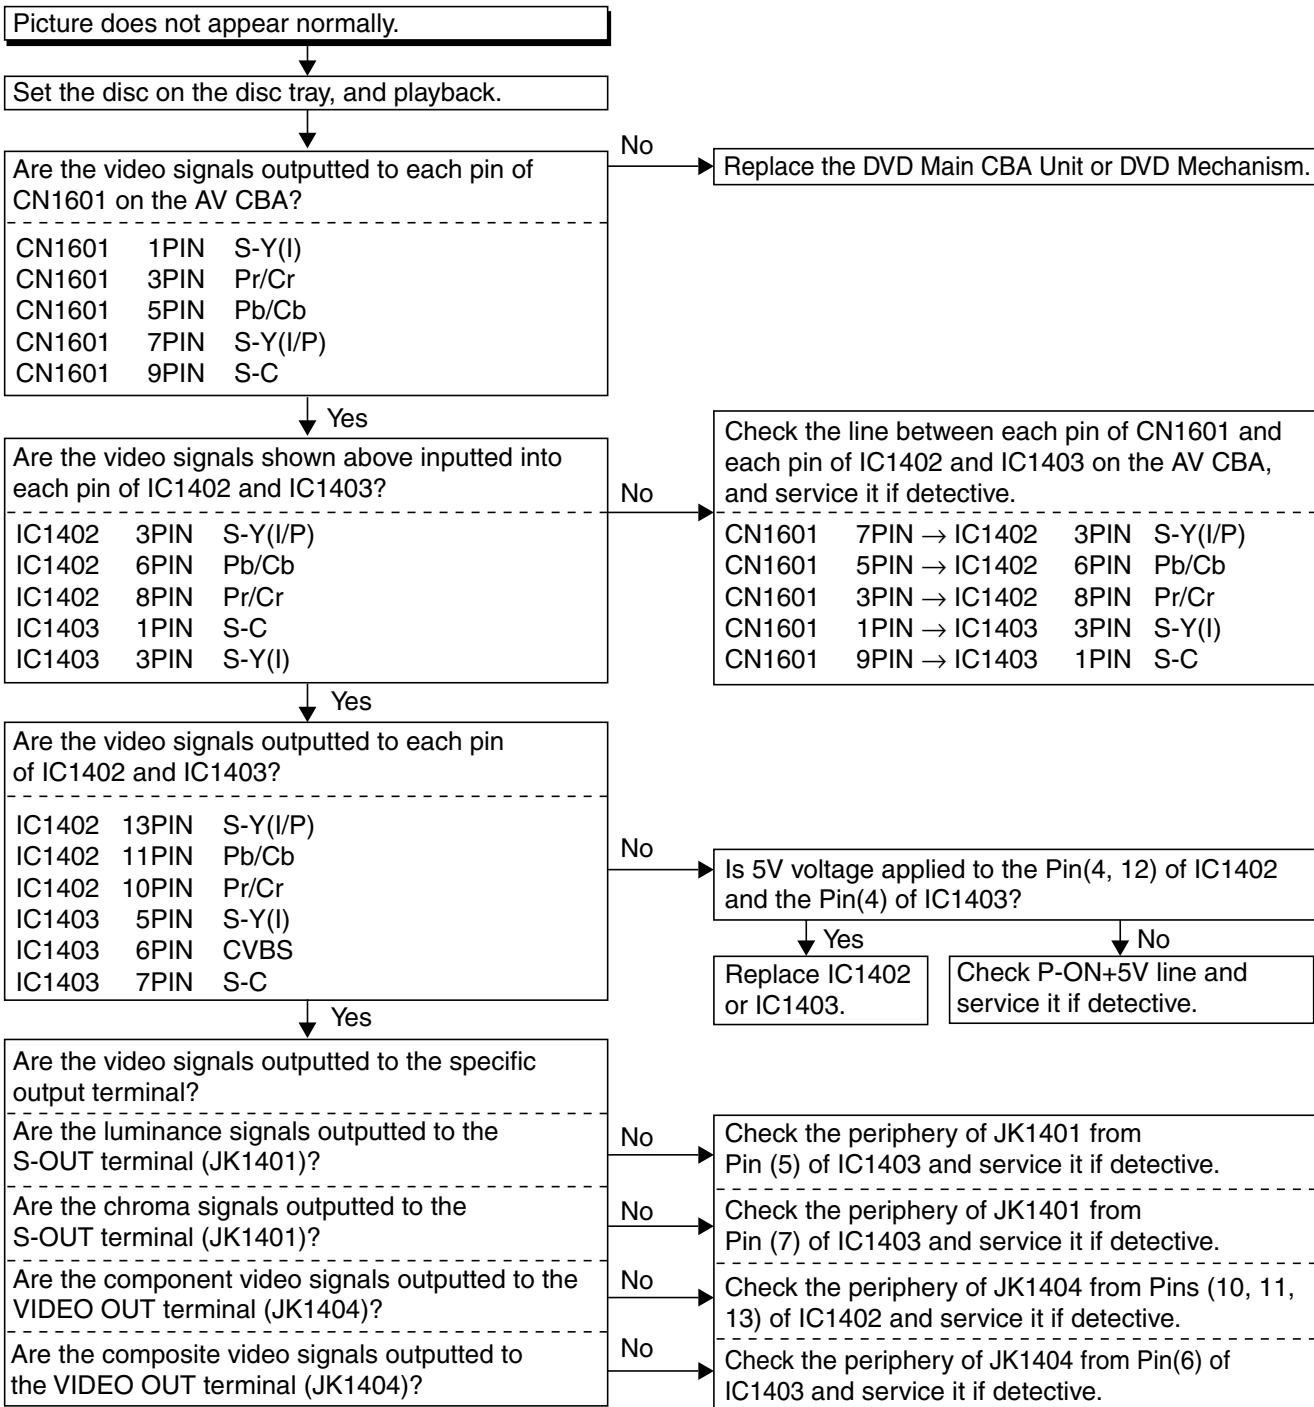 Picture does not appear normally.
Set the disc on the disc tray, and playback.
Are the video signals outputted to each pin of
CN1601 on the AV CBA?
CN1601 1PIN S-Y(I)
CN1601 3PIN Pr/Cr
CN1601 5PIN Pb/Cb
CN1601 7PIN S-Y(I/P)
CN1601 9PIN S-C
No
Replace the DVD Main CBA Unit or DVD Mechanism.
Yes
Are the video signals shown above inputted into
each pin of IC1402 and IC1403?
IC1402 3PIN S-Y(I/P)
IC1402 6PIN Pb/Cb
IC1402 8PIN Pr/Cr
IC1403 1PIN S-C
IC1403 3PIN S-Y(I)
No
Check the line between each pin of CN1601 and
each pin of IC1402 and IC1403 on the AV CBA,
and service it if detective.
CN1601 7PIN → IC1402 3PIN S-Y(I/P)
CN1601 5PIN → IC1402 6PIN Pb/Cb
CN1601 3PIN → IC1402 8PIN Pr/Cr
CN1601 1PIN → IC1403 3PIN S-Y(I)
CN1601 9PIN → IC1403 1PIN S-C
Yes
Are the video signals outputted to each pin
of IC1402 and IC1403?
IC1402 13PIN S-Y(I/P)
IC1402 11PIN Pb/Cb
IC1402 10PIN Pr/Cr
IC1403 5PIN S-Y(I)
IC1403 6PIN CVBS
IC1403 7PIN S-C
No
Is 5V voltage applied to the Pin(4, 12) of IC1402
and the Pin(4) of IC1403?
Yes
Replace IC1402
or IC1403.
No
Check P-ON+5V line and
service it if detective.
Yes
Are the video signals outputted to the specific
output terminal?
Are the luminance signals outputted to the
S-OUT terminal (JK1401)?
No
Check the periphery of JK1401 from
Pin (5) of IC1403 and service it if detective.
Are the chroma signals outputted to the
S-OUT terminal (JK1401)?
No
Check the periphery of JK1401 from
Pin (7) of IC1403 and service it if detective.
Are the component video signals outputted to the
VIDEO OUT terminal (JK1404)?
No
Check the periphery of JK1404 from Pins (10, 11,
13) of IC1402 and service it if detective.
Are the composite video signals outputted to
the VIDEO OUT terminal (JK1404)?
No
Check the periphery of JK1404 from Pin(6) of
IC1403 and service it if detective.